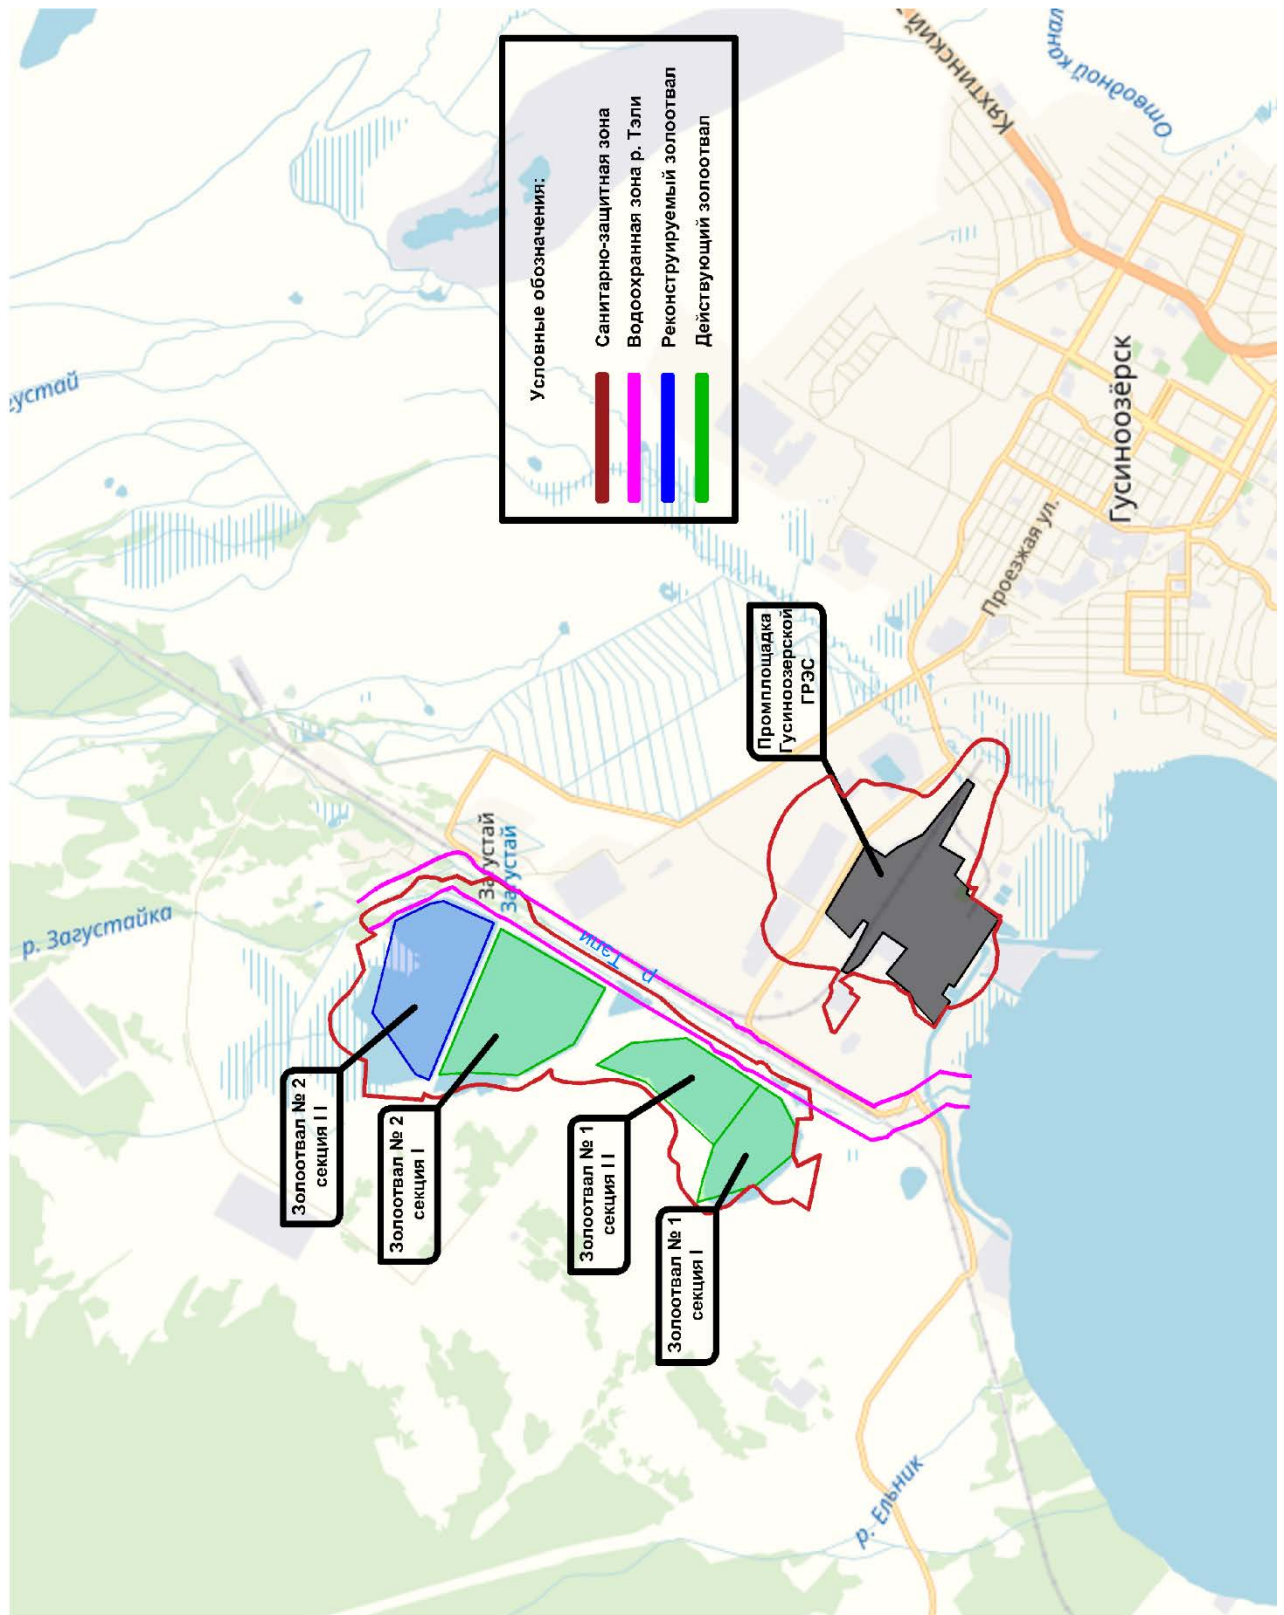 Условные обозначения:
Санитарно-защитная зона
Водоохранная зона р. Тэли
Реконструируемый золоотвал
Действующий золоотвал
Золоотвал № 2
секция I I
Золоотвал № 2
секция I
Золоотвал № 1
секция I I
Золоотвал № 1
секция I
Промплощадка
Гусиноозерской
ГРЭС
р. Загустайка
густай
Загустай
Загустай
р. Тэли
р. Ельник
Проезжая ул.
Гусиноозёрск
Кяхтинский
Отводной канал